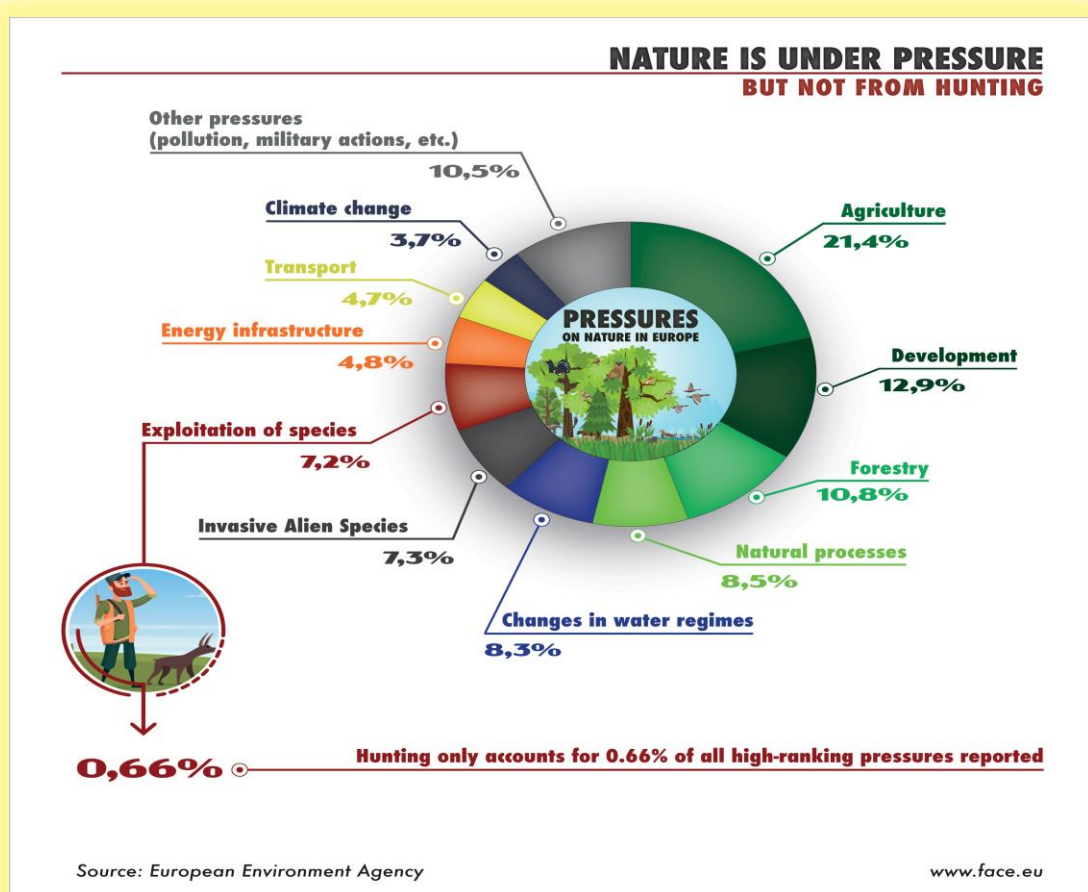 NATURE IS UNDER PRESSURE
BUT NOT FROM HUNTING
Other pressures
(pollution, military actions, etc.)
10,5%
Climate change
3,7%
Transport
4,7%
Energy infrastructure
4,8%
Exploitation of species
7,2%
Invasive Alien Species
7,3%
Agriculture
21,4%
Development
12,9%
Forestry
10,8%
Natural processes
8,5%
Changes in water regimes
8,3%
PRESSURES
ON NATURE IN EUROPE
0,66%
Hunting only accounts for 0.66% of all high-ranking pressures reported
Source: European Environment Agency
www.face.eu